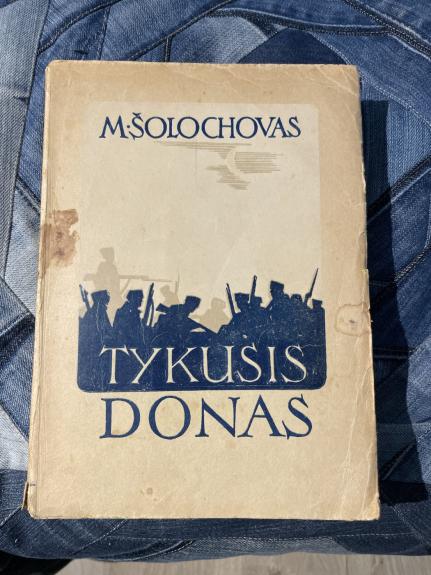 M. ŠOLOCHOVAS
TYKUSIS
DONAS